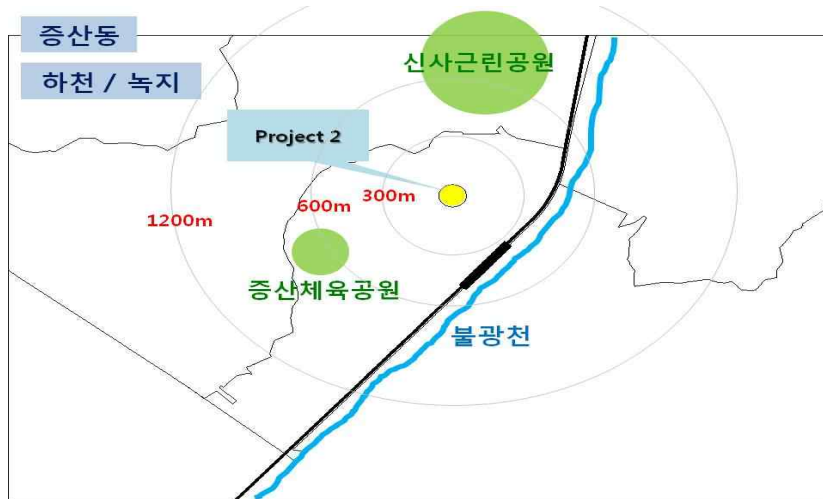 증산동
하천 / 녹지
신사근린공원
Project 2
300m
600m
1200m
증산체육공원
불광천